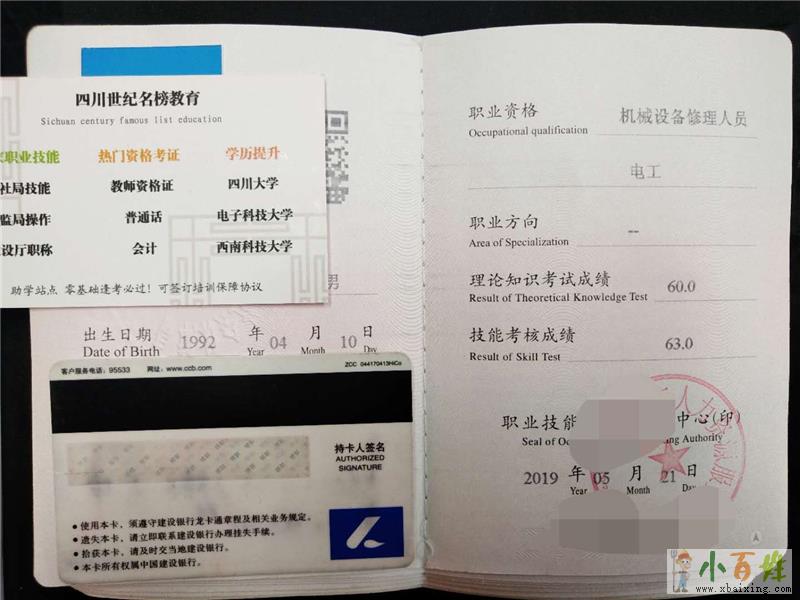 四川世纪名榜教育
Sichuan century famous list education
职业技能 热门资格考证 学历提升
社局技能 教师资格证 四川大学
监局操作 普通话 电子科技大学
设厅职称 会计 西南科技大学
助学站点 零基础逢考必过! 可签订培训保障协议
男
出生日期 1992 年 04 月 10 日
Date of Birth Year Month Day
客户服务电话: 95533 网址: www.ccb.com ZCC 044170413HiCo
持卡人签名
AUTHORIZED
SIGNATURE
•使用本卡、须遵守建设银行龙卡通章程及相关业务规定。
•遗失本卡、请立即联系建设银行办理挂失手续。
•拾获本卡、请及时交当地建设银行。
•本卡所有权属中国建设银行。
职业资格 机械设备修理人员
Occupational qualification
电工
职业方向 --
Area of Specialization
理论知识考试成绩 60.0
Result of Theoretical Knowledge Test
技能考核成绩 63.0
Result of Skill Test
职业技能 中心(印)
Seal of Oc ing Authority
人力资源服
2019 年 05 月 21 日
Year Month Day
小百姓
www.xbaixing.com